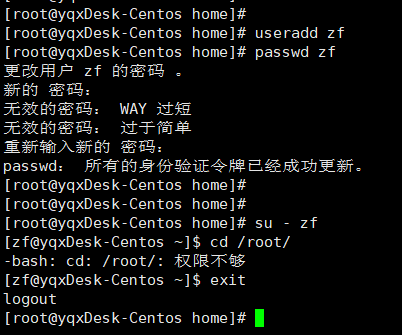 [root@yqxDesk-Centos home]#
[root@yqxDesk-Centos home]# useradd zf
[root@yqxDesk-Centos home]# passwd zf
更改用户 zf 的密码 。
新的 密码：
无效的密码： WAY 过短
无效的密码： 过于简单
重新输入新的 密码：
passwd： 所有的身份验证令牌已经成功更新。
[root@yqxDesk-Centos home]#
[root@yqxDesk-Centos home]#
[root@yqxDesk-Centos home]# su - zf
[zf@yqxDesk-Centos ~]$ cd /root/
-bash: cd: /root/: 权限不够
[zf@yqxDesk-Centos ~]$ exit
logout
[root@yqxDesk-Centos home]#